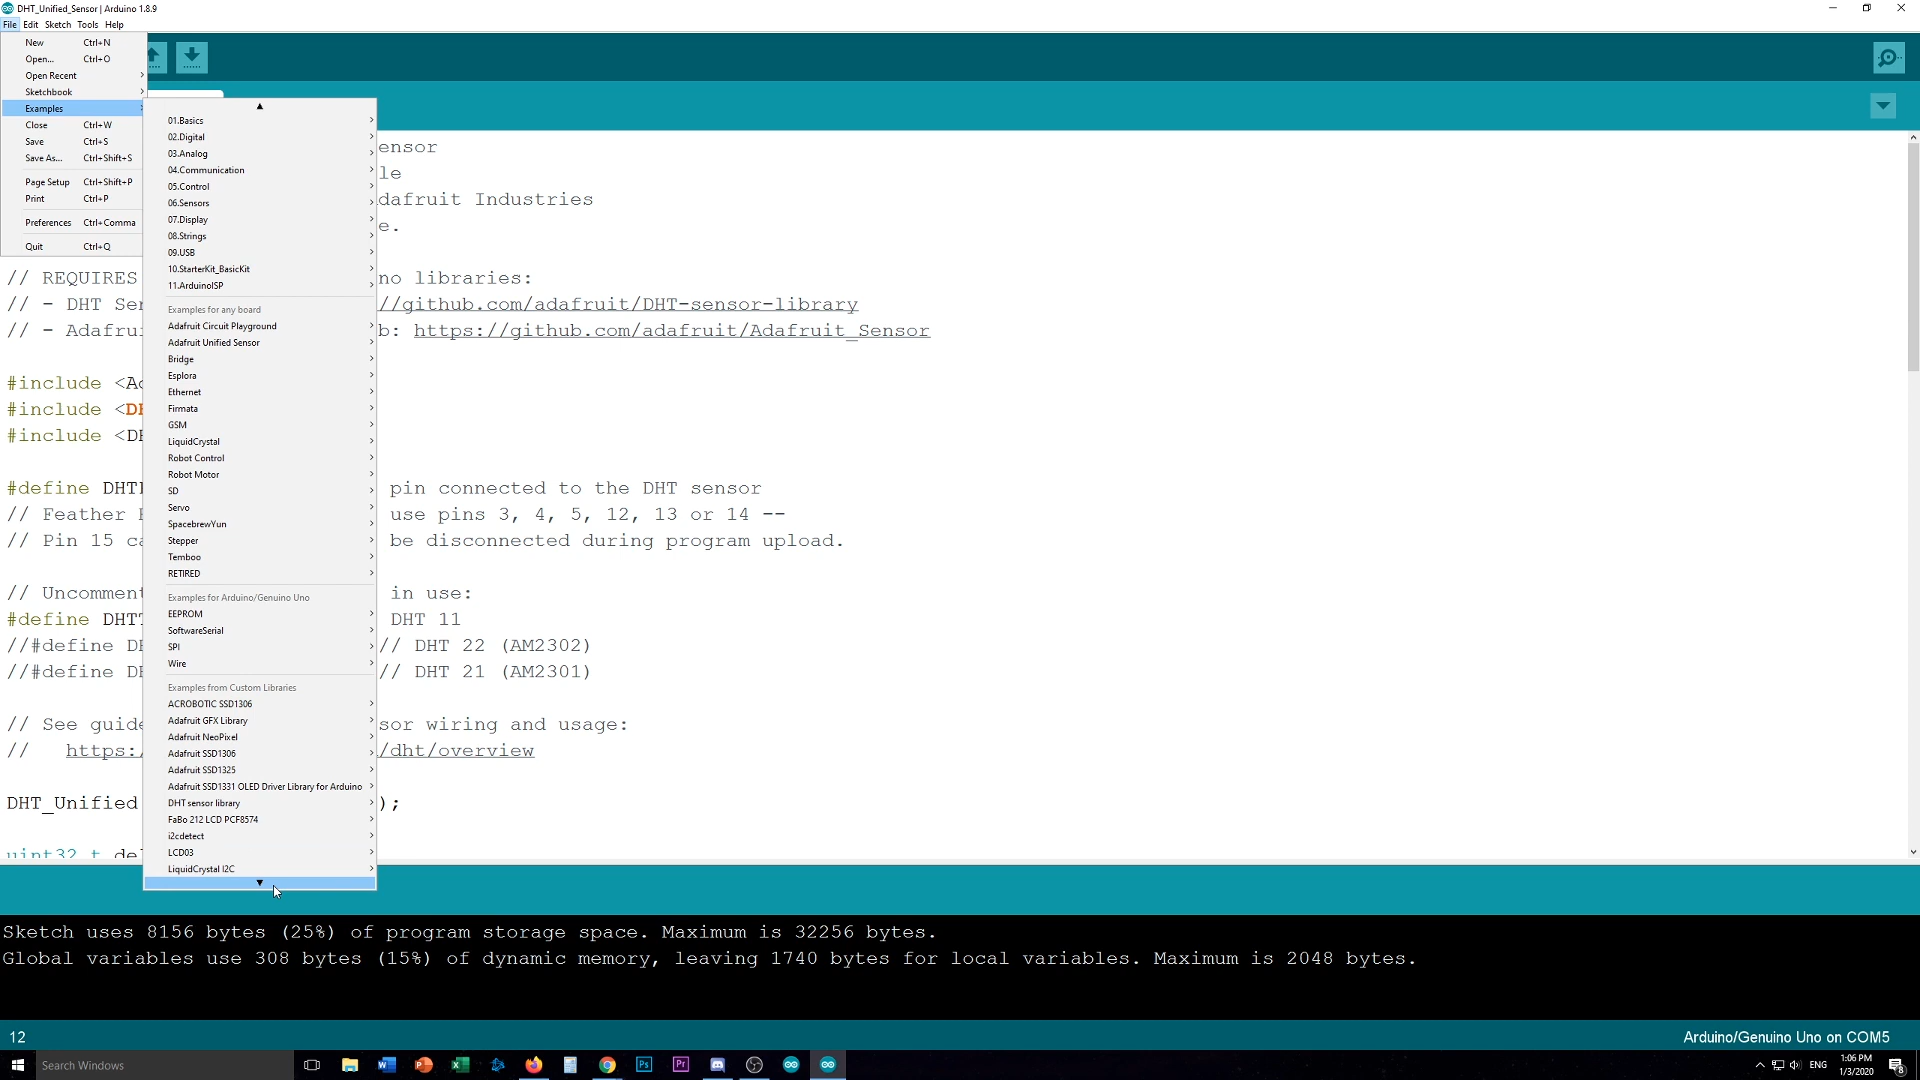 DHT_Unified_Sensor | Arduino 1.8.9
File Edit Sketch Tools Help
New Ctrl+N
Open... Ctrl+O
Open Recent
Sketchbook
Examples
Close Ctrl+W
Save Ctrl+S
Save As... Ctrl+Shift+S
Page Setup Ctrl+Shift+P
Print Ctrl+P
Preferences Ctrl+Comma
Quit Ctrl+Q
01.Basics
02.Digital
03.Analog
04.Communication
05.Control
06.Sensors
07.Display
08.Strings
09.USB
10.StarterKit_BasicKit
11.ArduinoISP
Examples for any board
Adafruit Circuit Playground
Adafruit Unified Sensor
Bridge
Esplora
Ethernet
Firmata
GSM
LiquidCrystal
Robot Control
Robot Motor
SD
Servo
SpacebrewYun
Stepper
Temboo
RETIRED
Examples for Arduino/Genuino Uno
EEPROM
SoftwareSerial
SPI
Wire
Examples from Custom Libraries
ACROBOTIC SSD1306
Adafruit GFX Library
Adafruit NeoPixel
Adafruit SSD1306
Adafruit SSD1325
Adafruit SSD1331 OLED Driver Library for Arduino
DHT sensor library
FaBo 212 LCD PCF8574
i2cdetect
LCD03
LiquidCrystal I2C
ensor
le
dafruit Industries
e.
// REQUIRES no libraries:
// - DHT Sen //github.com/adafruit/DHT-sensor-library
// - Adafrui b: https://github.com/adafruit/Adafruit_Sensor
#include <Ad
#include <DH
#include <DH
#define DHTP pin connected to the DHT sensor
// Feather H use pins 3, 4, 5, 12, 13 or 14 --
// Pin 15 ca be disconnected during program upload.
// Uncomment in use:
#define DHTT DHT 11
//#define DH // DHT 22 (AM2302)
//#define DH // DHT 21 (AM2301)
// See guide sor wiring and usage:
// https:/ /dht/overview
DHT_Unified );
uint32_t del
Sketch uses 8156 bytes (25%) of program storage space. Maximum is 32256 bytes.
Global variables use 308 bytes (15%) of dynamic memory, leaving 1740 bytes for local variables. Maximum is 2048 bytes.
12 Arduino/Genuino Uno on COM5
Search Windows
ENG
1:06 PM
1/3/2020
8